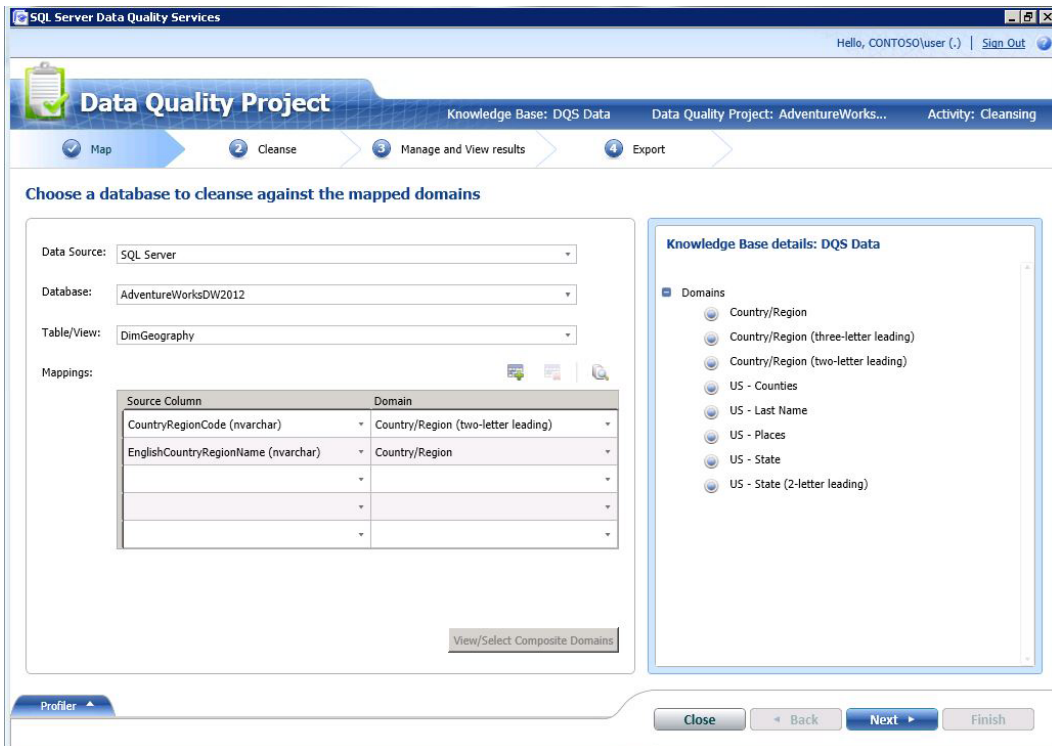 SQL Server Data Quality Services
Hello, CONTOSO\user (.) | Sign Out
Data Quality Project
Knowledge Base: DQS Data
Data Quality Project: AdventureWorks...
Activity: Cleansing
Map
2 Cleanse
3 Manage and View results
4 Export
Choose a database to cleanse against the mapped domains
Data Source: SQL Server
Database: AdventureWorksDW2012
Table/View: DimGeography
Mappings:
Source Column Domain
CountryRegionCode (nvarchar) Country/Region (two-letter leading)
EnglishCountryRegionName (nvarchar) Country/Region
View/Select Composite Domains
Knowledge Base details: DQS Data
Domains
Country/Region
Country/Region (three-letter leading)
Country/Region (two-letter leading)
US - Counties
US - Last Name
US - Places
US - State
US - State (2-letter leading)
Profiler
Close
Back
Next
Finish